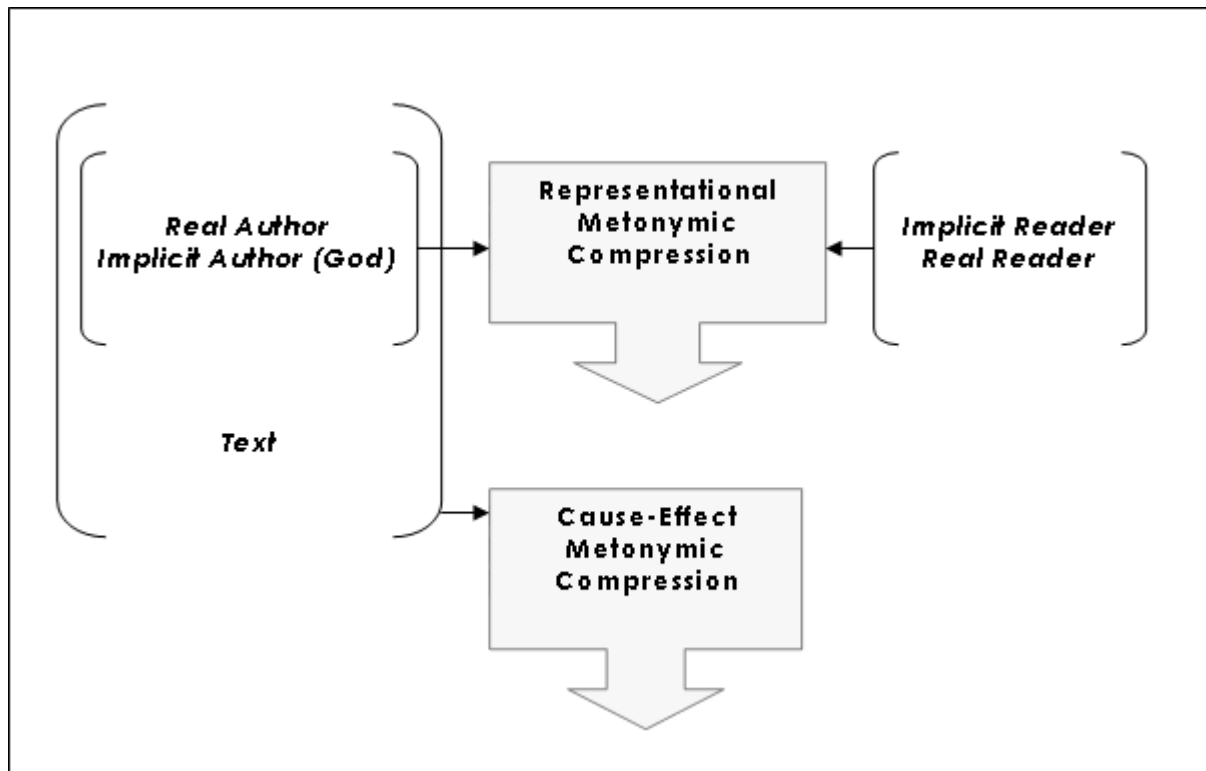 Real Author
Implicit Author (God)
Representational
Metonymic
Compression
Implicit Reader
Real Reader
Text
Cause-Effect
Metonymic
Compression